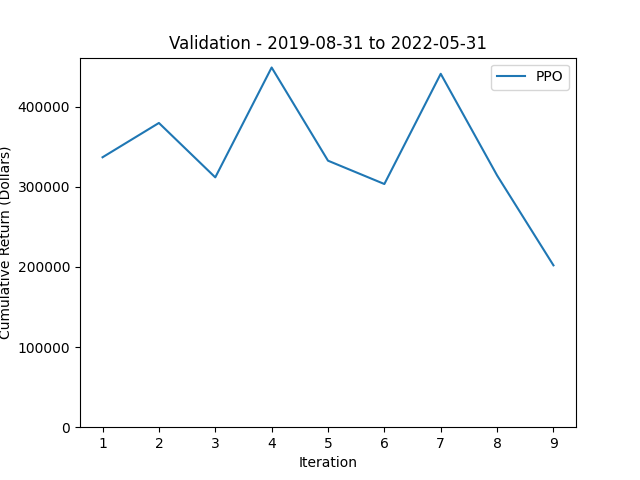 Validation - 2019-08-31 to 2022-05-31
PPO
Cumulative Return (Dollars)
400000
300000
200000
100000
0
1 2 3 4 5 6 7 8 9
Iteration